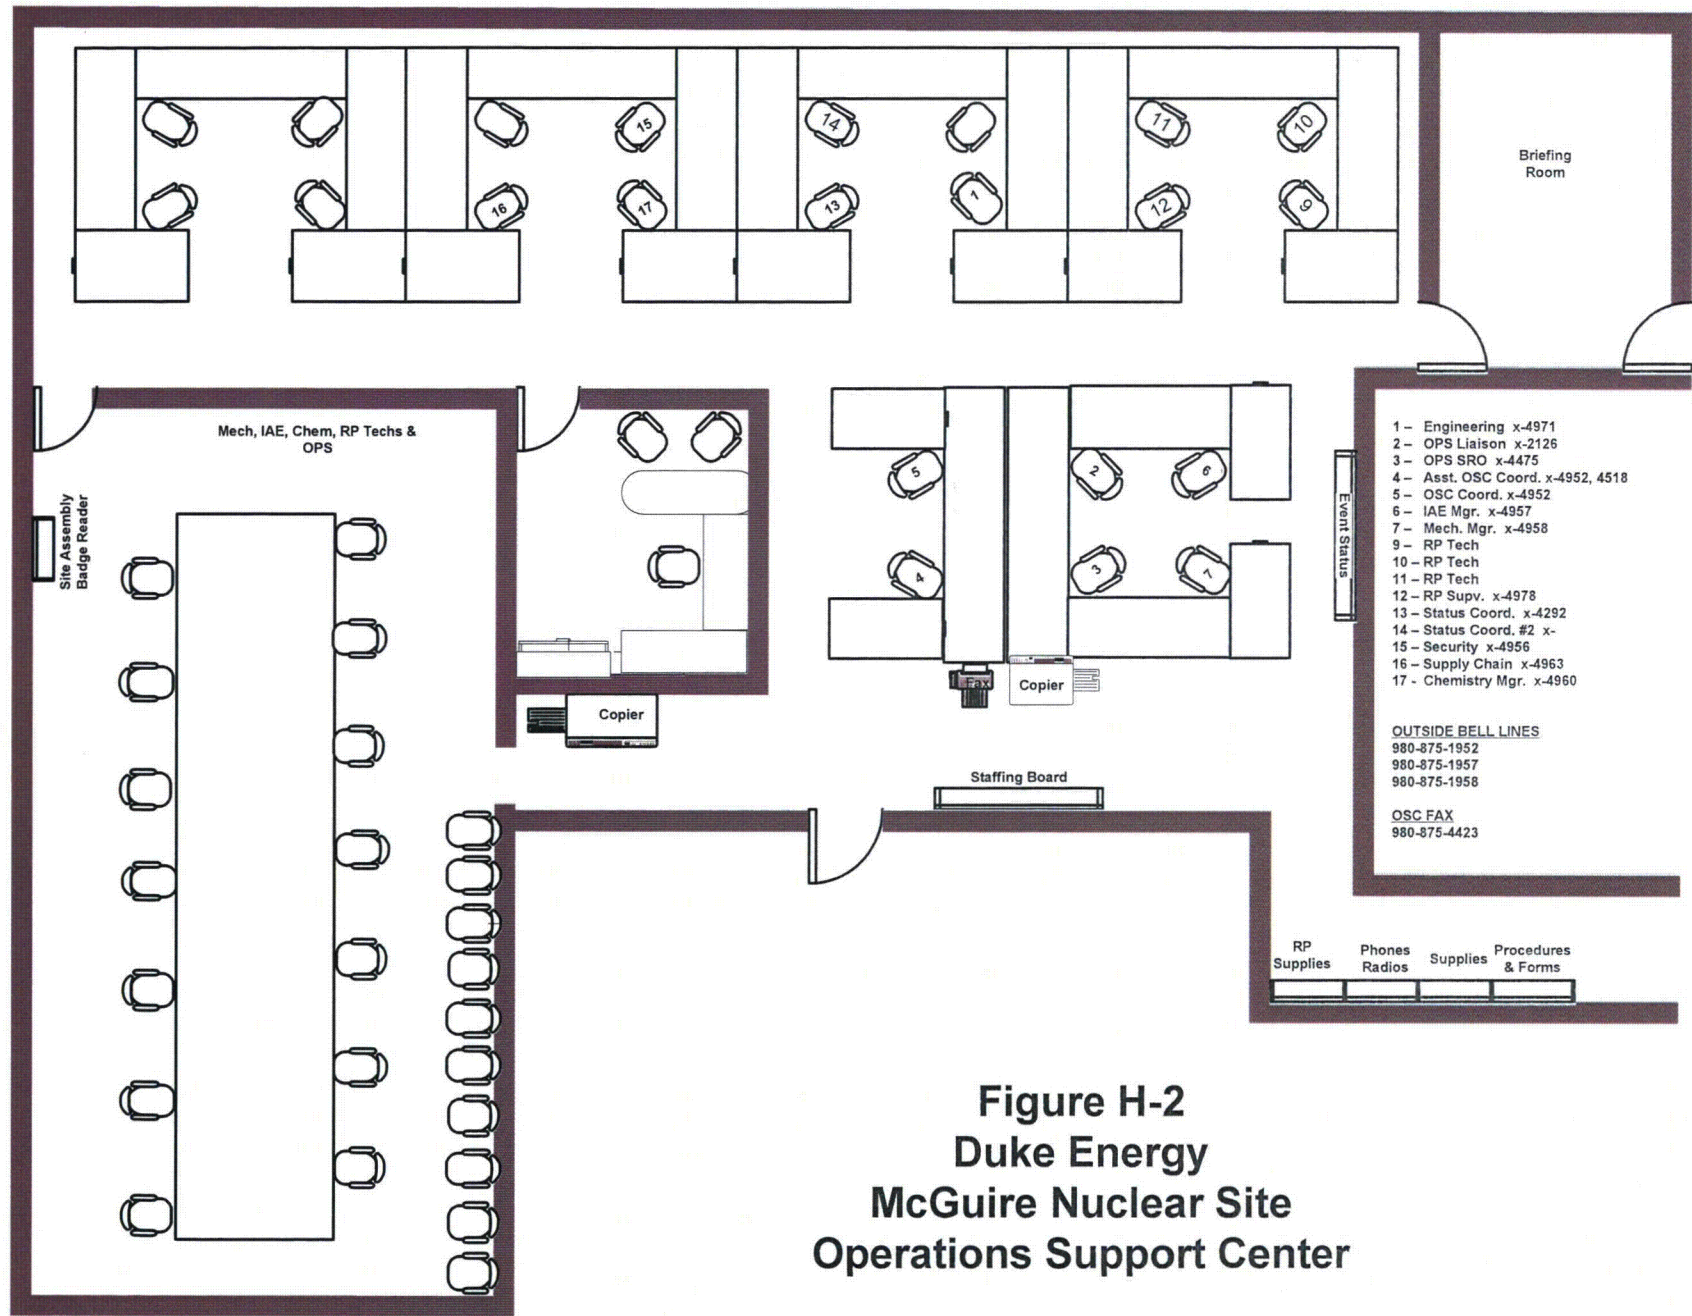 15
14
11
10
16
17
13
1
12
9
Briefing
Room
Mech, IAE, Chem, RP Techs &
OPS
Site Assembly
Badge Reader
5
2
6
4
3
7
Event Status
1 – Engineering x-4971
2 – OPS Liaison x-2126
3 – OPS SRO x-4475
4 – Asst. OSC Coord. x-4952, 4518
5 – OSC Coord. x-4952
6 – IAE Mgr. x-4957
7 – Mech. Mgr. x-4958
9 – RP Tech
10 – RP Tech
11 – RP Tech
12 – RP Supv. x-4978
13 – Status Coord. x-4292
14 – Status Coord. #2 x-
15 – Security x-4956
16 – Supply Chain x-4963
17 - Chemistry Mgr. x-4960
OUTSIDE BELL LINES
980-875-1952
980-875-1957
980-875-1958
OSC FAX
980-875-4423
Fax
Copier
Copier
Staffing Board
RP
Supplies
Phones
Radios
Supplies
Procedures
& Forms
Figure H-2
Duke Energy
McGuire Nuclear Site
Operations Support Center